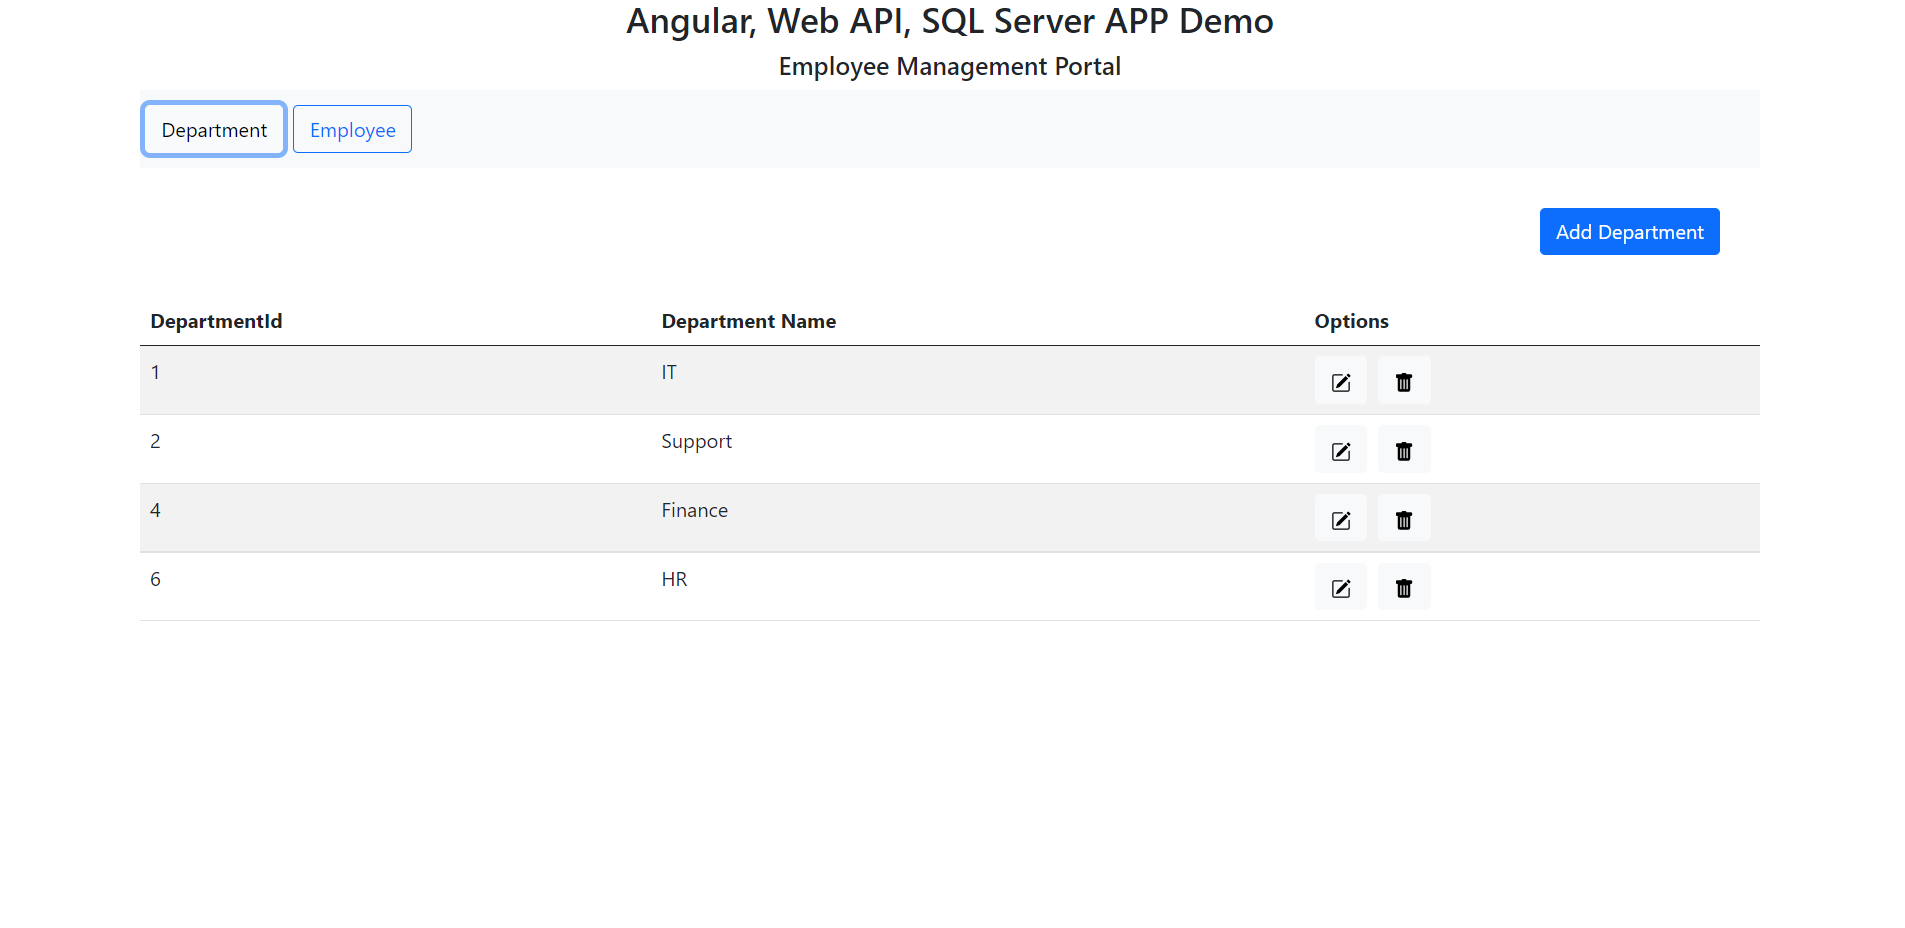 Angular, Web API, SQL Server APP Demo
Employee Management Portal
Department Employee
Add Department
DepartmentId Department Name Options
1 IT
2 Support
4 Finance
6 HR